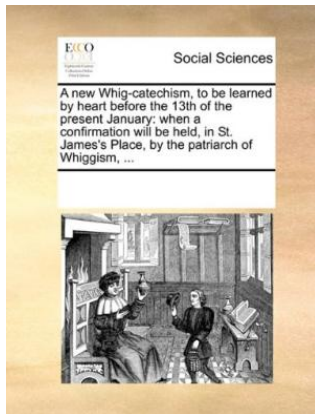 ECCO
Social Sciences
A new Whig-catechism, to be learned
by heart before the 13th of the
present January: when a
confirmation will be held, in St.
James's Place, by the patriarch of
Whiggism, ...